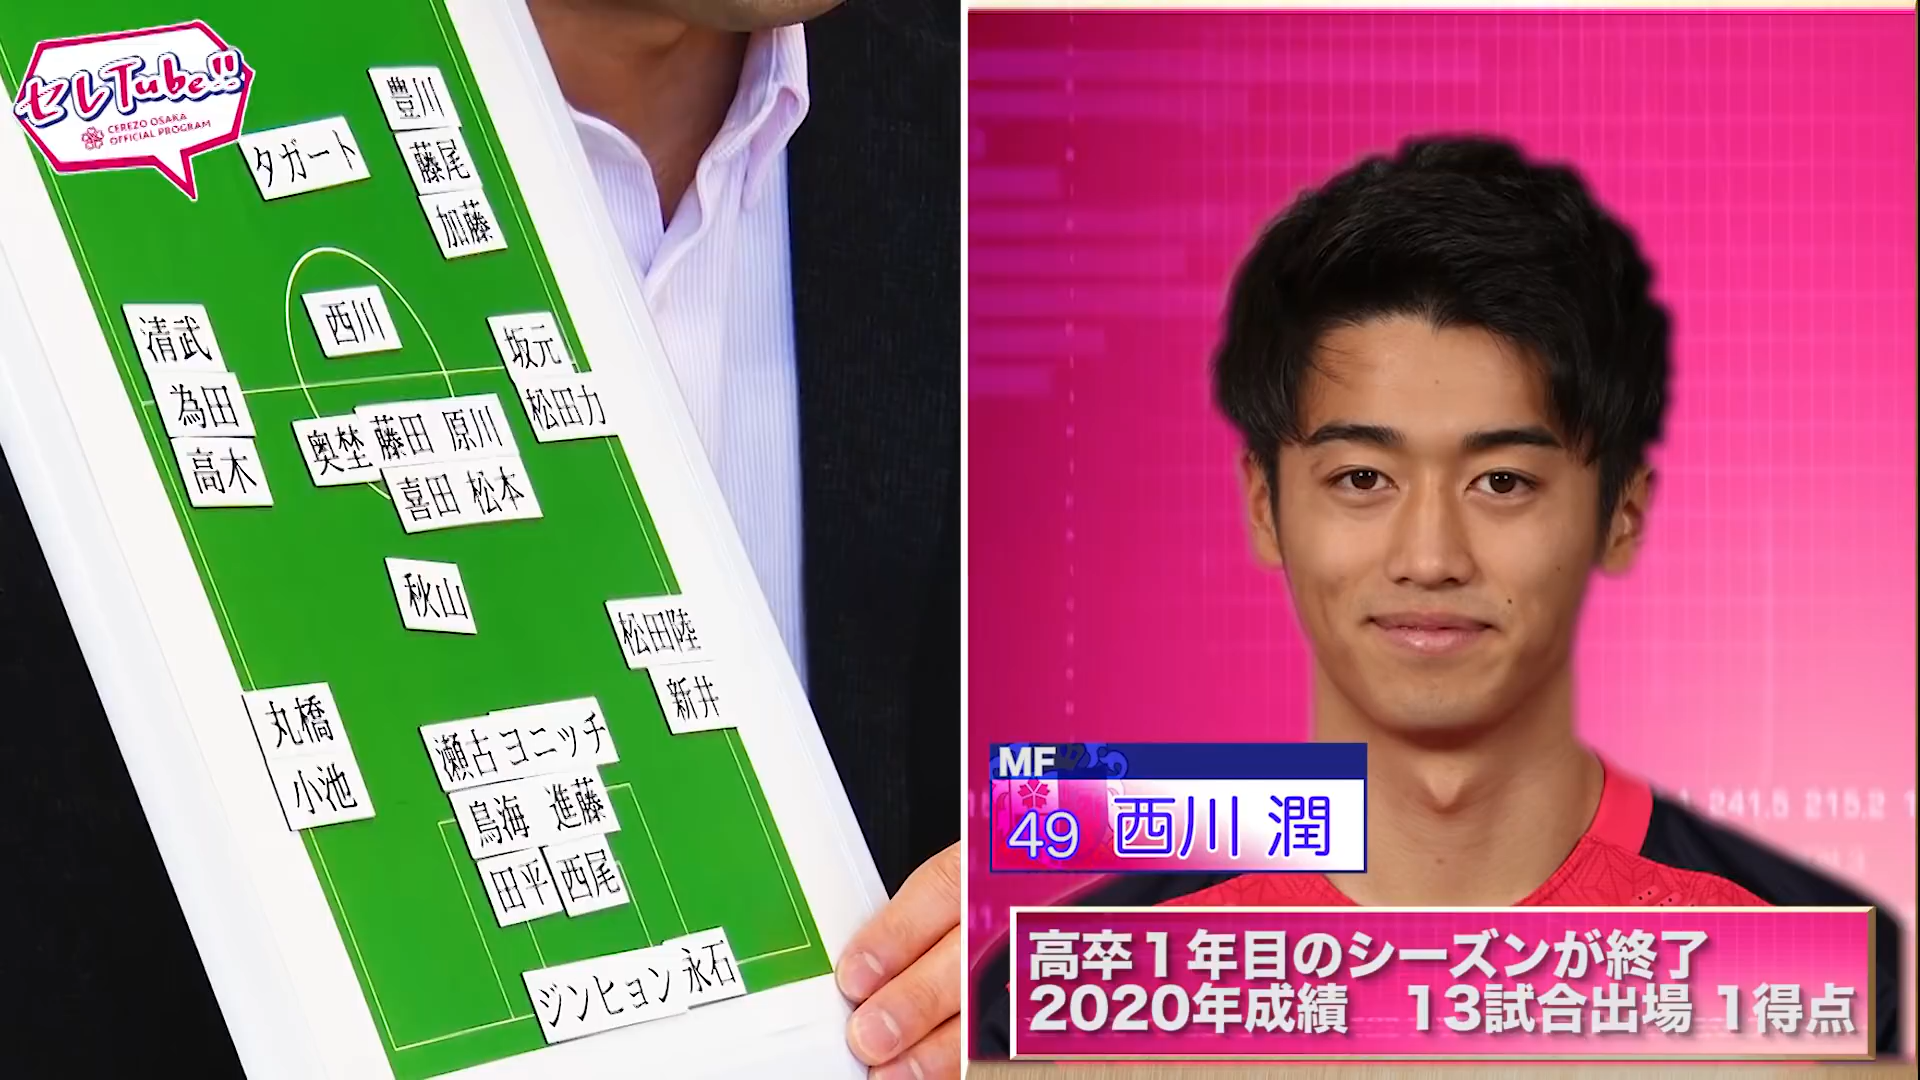 セレTube!!
CEREZO OSAKA
OFFICIAL PROGRAM
豊川
藤尾
加藤
タガート
西川
清武
為田
高木
坂元
松田力
奥埜 藤田 原川
喜田 松本
秋山
松田陸
新井
丸橋
小池
瀬古 ヨニッチ
鳥海 進藤
田平 西尾
ジンヒョン 永石
MF
49 西川 潤
241.5 215.2
高卒１年目のシーズンが終了
2020年成績 13試合出場 1得点